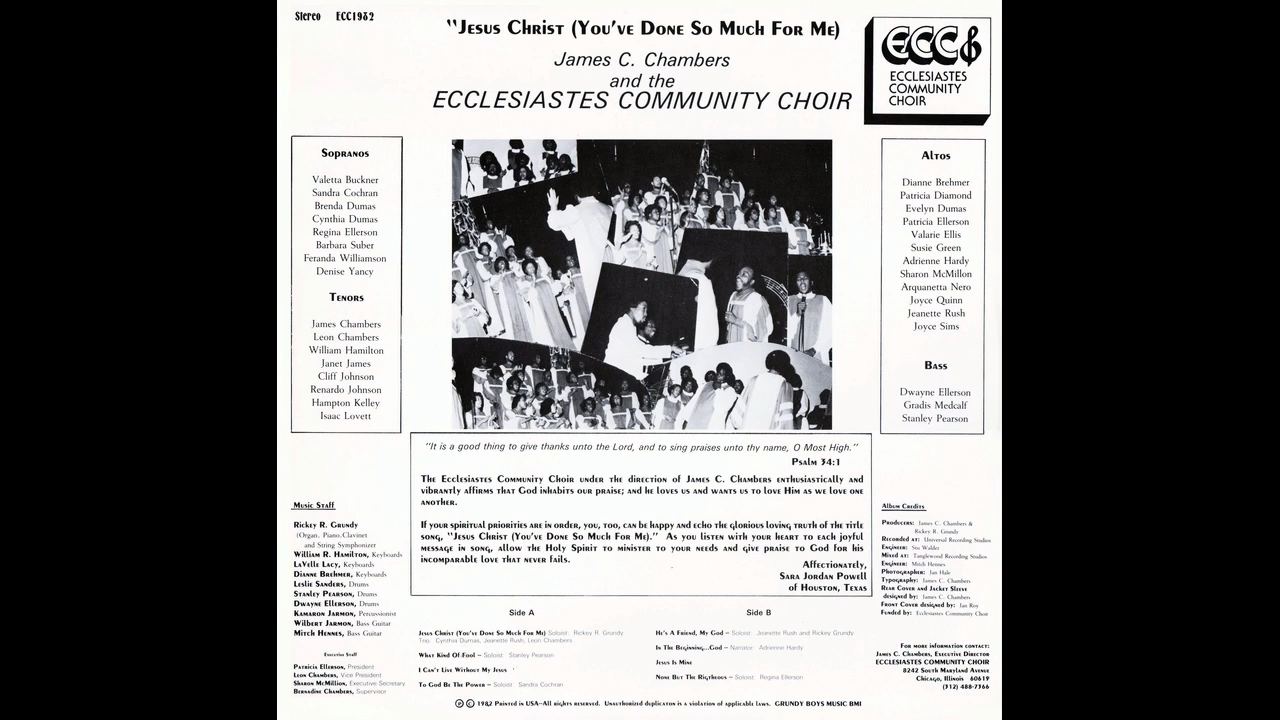 Stereo ECC1982
"Jesus Christ (You've Done So Much For Me)
James C. Chambers
and the
ECCLESIASTES COMMUNITY CHOIR
ECC
ECCLESIASTES
COMMUNITY
CHOIR
Sopranos
Valetta Buckner
Sandra Cochran
Brenda Dumas
Cynthia Dumas
Regina Ellerson
Barbara Suber
Feranda Williamson
Denise Yancy
Tenors
James Chambers
Leon Chambers
William Hamilton
Janet James
Cliff Johnson
Renardo Johnson
Hampton Kelley
Isaac Lovett
Altos
Dianne Brehmer
Patricia Diamond
Evelyn Dumas
Patricia Ellerson
Valarie Ellis
Susie Green
Adrienne Hardy
Sharon McMillon
Arquanetta Nero
Joyce Quinn
Jeanette Rush
Joyce Sims
Bass
Dwayne Ellerson
Gradis Medcalf
Stanley Pearson
"It is a good thing to give thanks unto the Lord, and to sing praises unto thy name, O Most High."
Psalm 34:1
The Ecclesiastes Community Choir under the direction of James C. Chambers enthusiastically and
vibrantly affirms that God inhabits our praise; and he loves us and wants us to love Him as we love one
another.
If your spiritual priorities are in order, you, too, can be happy and echo the glorious loving truth of the title
song, "Jesus Christ (You've Done So Much For Me)." As you listen with your heart to each joyful
message in song, allow the Holy Spirit to minister to your needs and give praise to God for his
incomparable love that never fails.
Affectionately,
Sara Jordan Powell
of Houston, Texas
Music Staff
Rickey R. Grundy
(Organ, Piano,Clavinet
and String Symphonizer
William R. Hamilton, Keyboards
LaVelle Lacy, Keyboards
Dianne Brehmer, Keyboards
Leslie Sanders, Drums
Stanley Pearson, Drums
Dwayne Ellerson, Drums
Kamaron Jarmon, Percussionist
Wilbert Jarmon, Bass Guitar
Mitch Hennes, Bass Guitar
Executive Staff
Patricia Ellerson, President
Leon Chambers, Vice President
Sharon McMillion, Executive Secretary
Bernadine Chambers, Supervisor
Side A
Jesus Christ (You've Done So Much For Me) Soloist: Rickey R. Grundy
Trio: Cynthia Dumas, Jeanette Rush, Leon Chambers
What Kind Of Fool – Soloist: Stanley Pearson
I Can't Live Without My Jesus
To God Be The Power – Soloist: Sandra Cochran
Side B
He's A Friend, My God – Soloist: Jeanette Rush and Rickey Grundy
In The Beginning...God – Narrator: Adrienne Hardy
Jesus Is Mine
None But The Rigtheous – Soloist: Regina Ellerson
Album Credits
Producers: James C. Chambers &
Rickey R. Grundy
Recorded at: Universal Recording Studios
Engineer: Stu Walder
Mixed at: Tanglewood Recording Studios
Engineer: Mitch Hennes
Photographer: Jan Hale
Typography: James C. Chambers
Rear Cover and Jacket Sleeve
designed by: James C. Chambers
Front Cover designed by: Jan Roy
Funded by: Ecclesiastes Community Choir
For more information contact:
James C. Chambers, Executive Director
ECCLESIASTES COMMUNITY CHOIR
8242 South Maryland Avenue
Chicago, Illinois 60619
(312) 488-7366
Ⓟ © 1982 Printed in USA–All rights reserved. Unauthorized duplicaton is a violation of applicable laws. GRUNDY BOYS MUSIC BMI